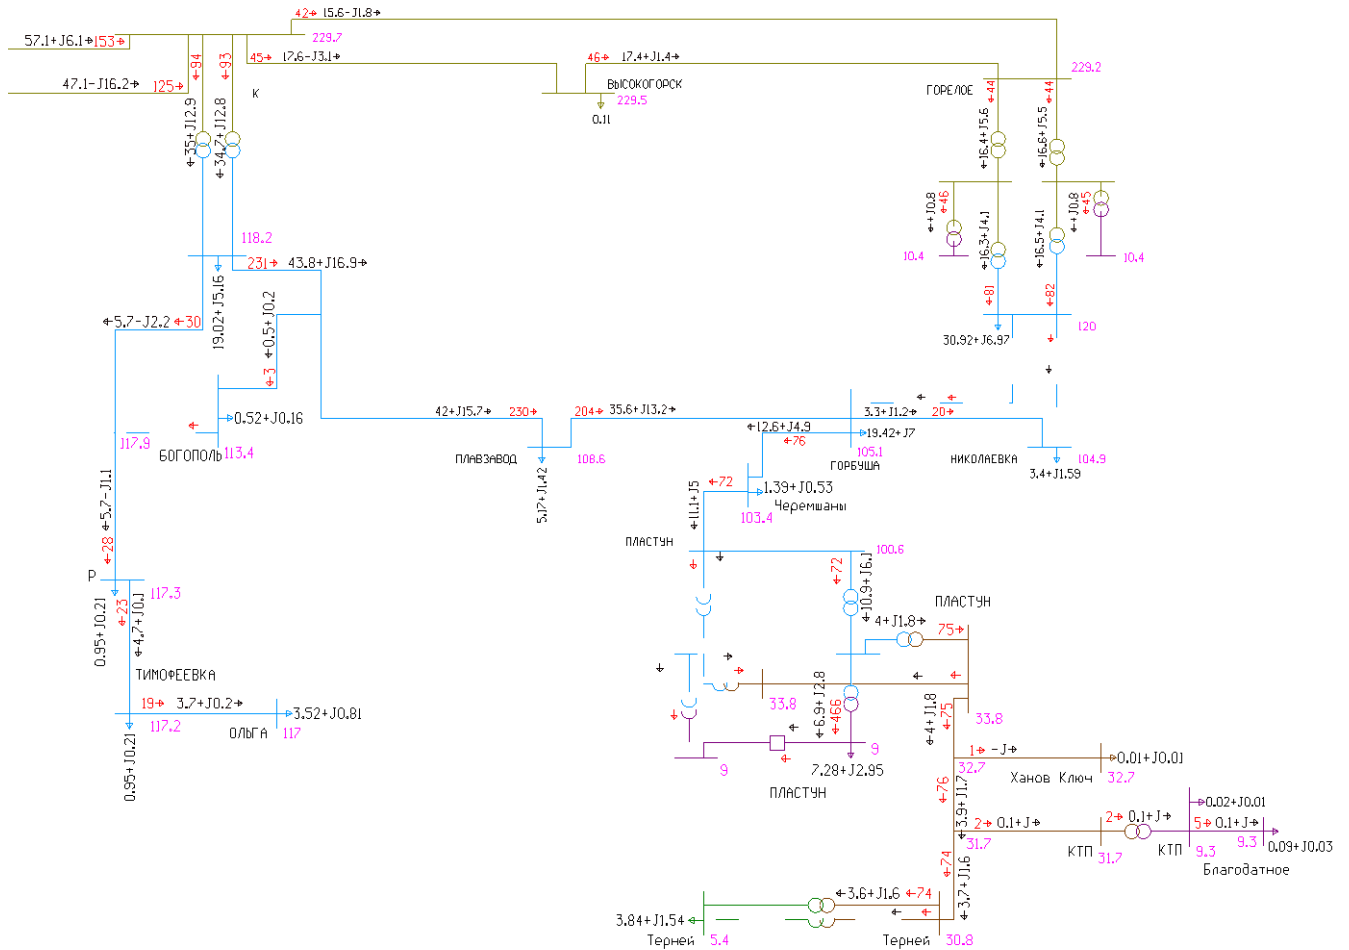 42→ 15.6-J1.8→
57.1+J6.1→ 153→
229.7
←94
←93
45→ 17.6-J3.1→
46→ 17.4+J1.4→
229.2
47.1-J16.2→ 125→
К
ВЫСОКОГОРСК
229.5
0.11
ГОРЕЛОЕ
←44
←44
←35+J12.9
←34.7+J12.8
←16.4+J5.6
←16.6+J5.5
←+J0.8
←46
←+J0.8
←45
118.2
←16.3+J4.1
←16.5+J4.1
10.4
10.4
231→ 43.8+J16.9→
19.02+J5.16
←81
←82
←5.7-J2.2 ←30
←0.5+J0.2
120
30.92+J6.97
←3
42+J15.7→ 230→
204→ 35.6+J13.2→
3.3+J1.2→ 20→
0.52+J0.16
←12.6+J4.9
←76
19.42+J7
117.9
БОГОПОЛЬ
113.4
ПЛАВЗАВОД
108.6
105.1
ГОРБУША
НИКОЛАЕВКА
104.9
3.4+J1.59
5.17+J1.42
←5.7-J1.1
←72
1.39+J0.53
←11.1+J5
Черемшаны
103.4
←28
ПЛАСТУН
100.6
←72
←10.9+J6.1
Р
117.3
←23
0.95+J0.21
←4.7+J0.1
ПЛАСТУН
4+J1.8→ 75→
ТИМОФЕЕВКА
19→ 3.7+J0.2→
3.52+J0.81
117.2
ОЛЬГА
117
0.95+J0.21
33.8
←6.9+J2.8
←466
←4+J1.8
←75
33.8
9
9
7.28+J2.95
ПЛАСТУН
1→ -J→
0.01+J0.01
32.7
Ханов Ключ
32.7
←76
←3.9+J1.7
2→ 0.1+J→
2→ 0.1+J→
0.02+J0.01
5→ 0.1+J→
31.7
КТП
31.7
КТП
9.3
9.3
0.09+J0.03
Благодатное
←74
←3.7+J1.6
←3.6+J1.6 ←74
3.84+J1.54
Терней
5.4
Терней
30.8